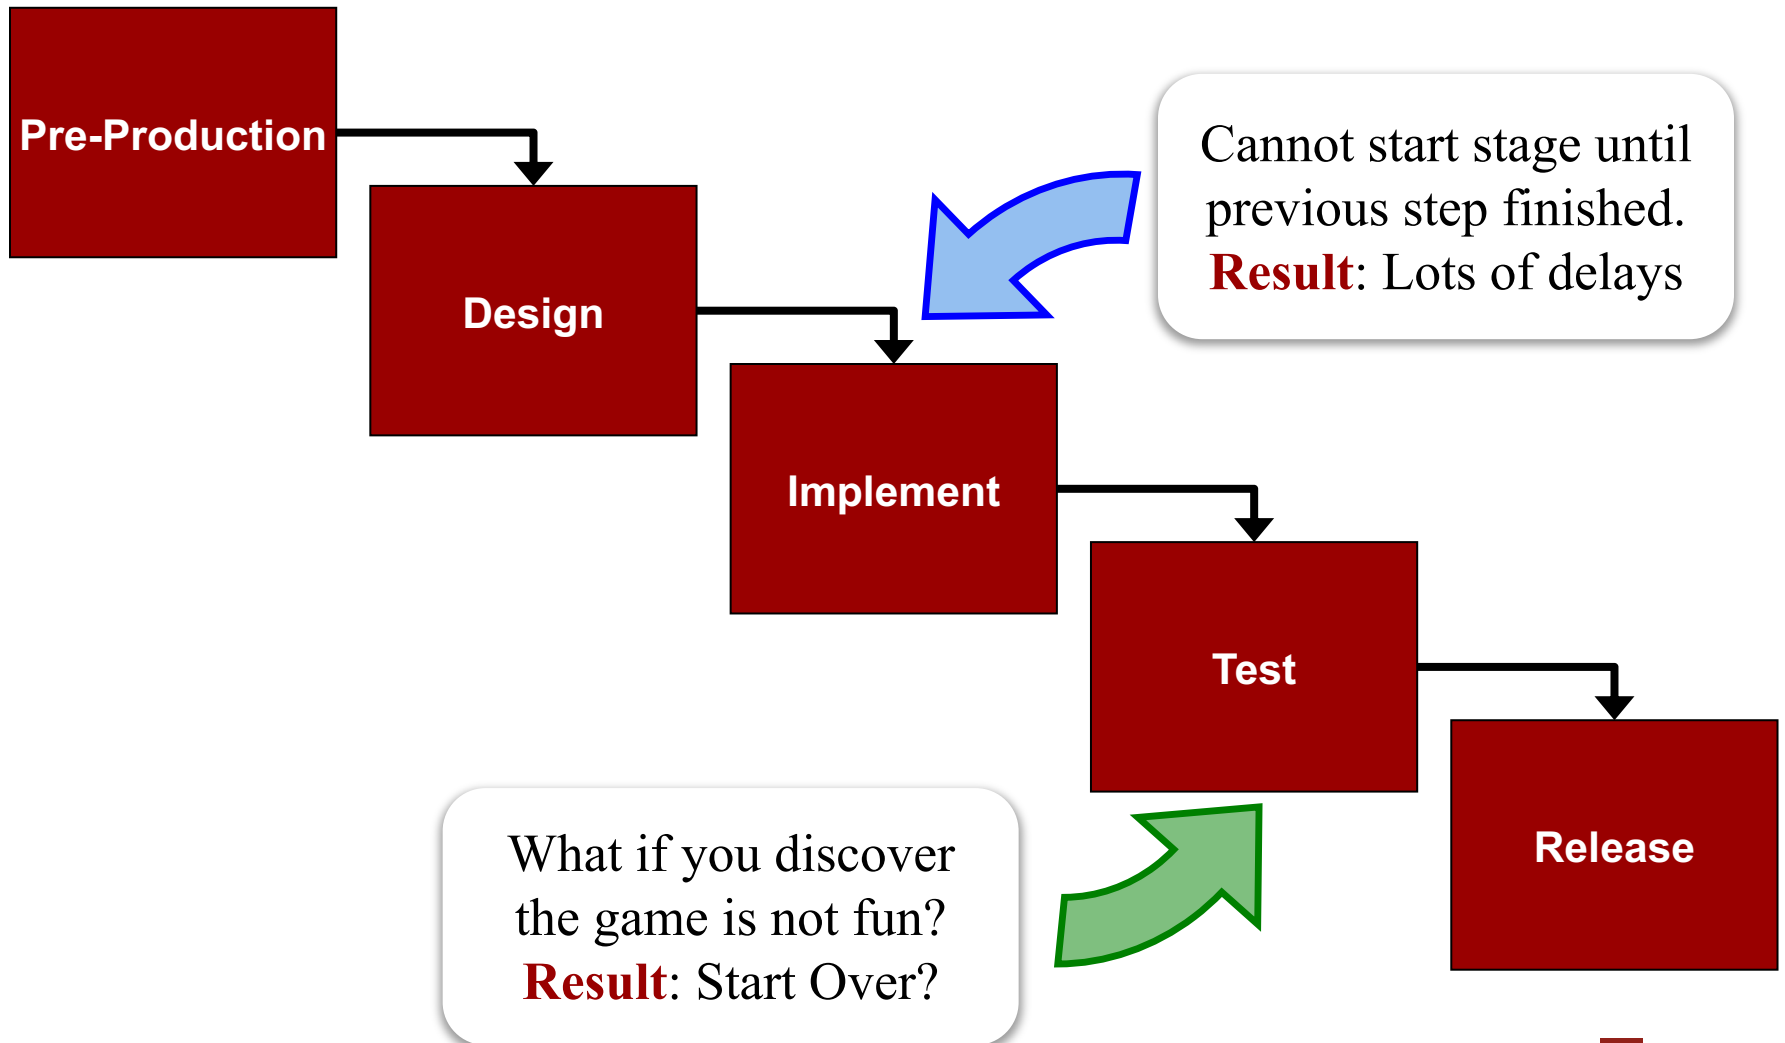 Pre-Production
Cannot start stage until
previous step finished.
Result: Lots of delays
Design
Implement
Test
What if you discover
the game is not fun?
Result: Start Over?
Release